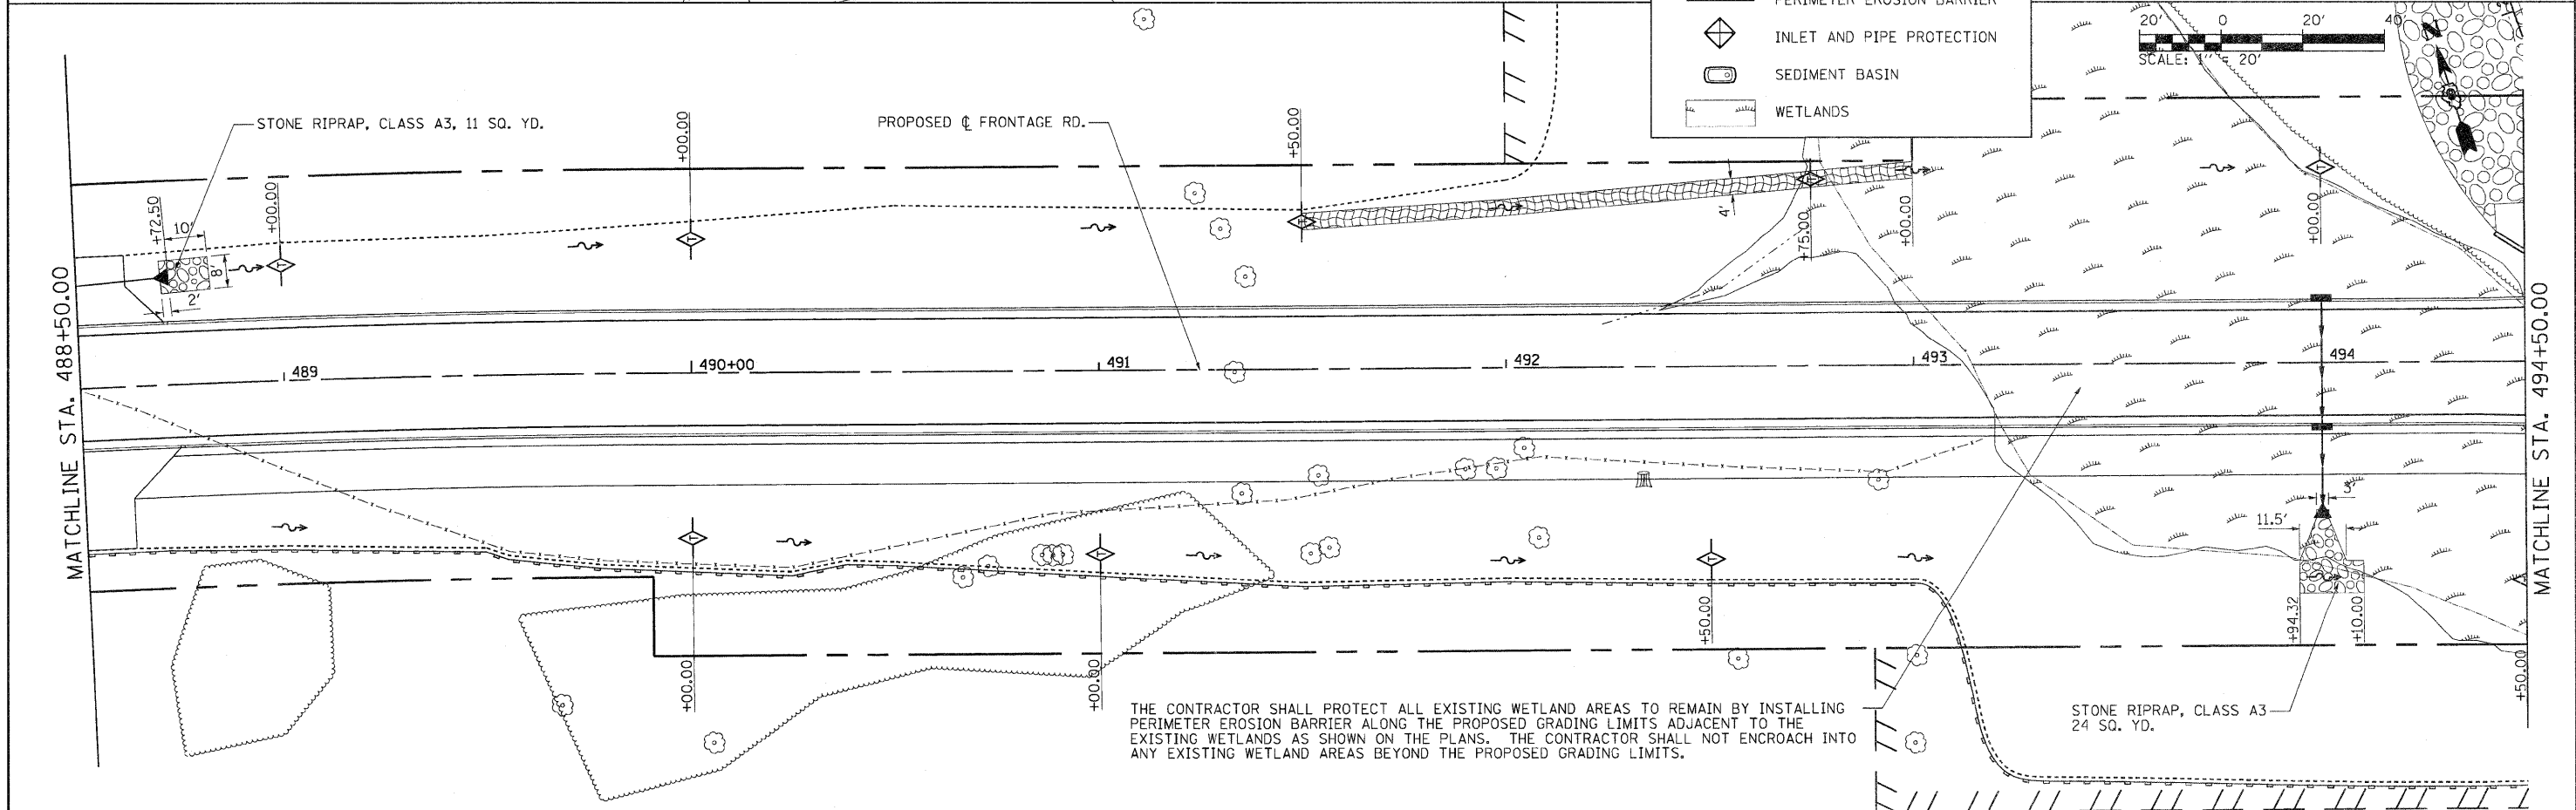 PERIMETER EROSION BARRIER
INLET AND PIPE PROTECTION
SEDIMENT BASIN
WETLANDS
20' 0 20' 40'
SCALE: 1" = 20'
STONE RIPRAP, CLASS A3, 11 SQ. YD.
PROPOSED ℄ FRONTAGE RD.
+72.50
10'
8'
2'
+00.00
+00.00
+50.00
4'
+75.00
+00.00
+00.00
T
T
T
T
T
MATCHLINE STA. 488+50.00
489
490+00
491
492
493
494
MATCHLINE STA. 494+50.00
T
T
T
3'
11.5'
+00.00
+00.00
+50.00
+94.32
+10.00
+50.00
THE CONTRACTOR SHALL PROTECT ALL EXISTING WETLAND AREAS TO REMAIN BY INSTALLING
PERIMETER EROSION BARRIER ALONG THE PROPOSED GRADING LIMITS ADJACENT TO THE
EXISTING WETLANDS AS SHOWN ON THE PLANS. THE CONTRACTOR SHALL NOT ENCROACH INTO
ANY EXISTING WETLAND AREAS BEYOND THE PROPOSED GRADING LIMITS.
STONE RIPRAP, CLASS A3
24 SQ. YD.